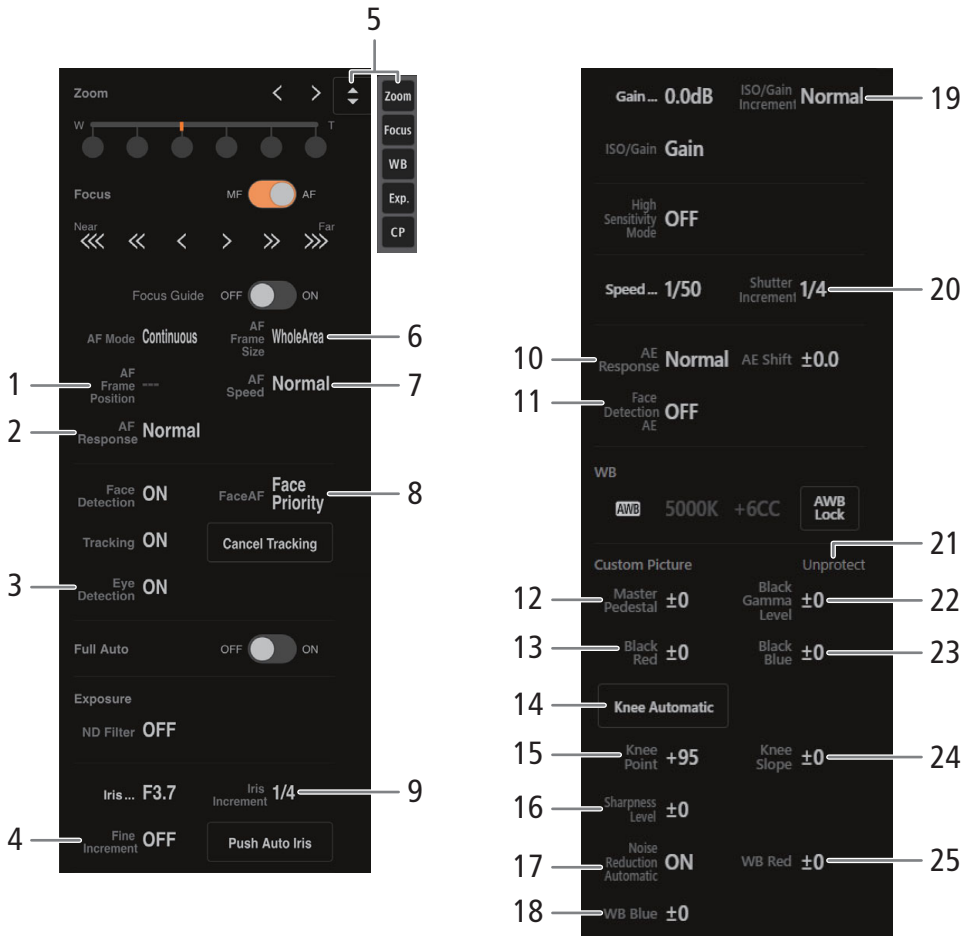 5
Zoom
W
T
Zoom
Focus
WB
Exp.
CP
Focus
MF
AF
Near
Far
Focus Guide
OFF
ON
AF Mode Continuous
AF
Frame
Size
WholeArea
6
1
AF
Frame
Position
---
AF
Speed
Normal
7
2
AF
Response
Normal
Face
Detection
ON
FaceAF
Face
Priority
8
Tracking ON
Cancel Tracking
3
Eye
Detection
ON
Full Auto
OFF
ON
Exposure
ND Filter OFF
Iris ... F3.7
Iris
Increment
1/4
9
4
Fine
Increment
OFF
Push Auto Iris
Gain ... 0.0dB
ISO/Gain
Increment
Normal
19
ISO/Gain Gain
High
Sensitivity
Mode
OFF
Speed ... 1/50
Shutter
Increment
1/4
20
10
AE
Response
Normal
AE Shift ±0.0
11
Face
Detection
AE
OFF
WB
AWB
5000K
+6CC
AWB
Lock
21
Custom Picture
Unprotect
12
Master
Pedestal
±0
Black
Gamma
Level
±0
22
13
Black
Red
±0
Black
Blue
±0
23
14
Knee Automatic
15
Knee
Point
+95
Knee
Slope
±0
24
16
Sharpness
Level
±0
17
Noise
Reduction
Automatic
ON
WB Red ±0
25
18
WB Blue ±0